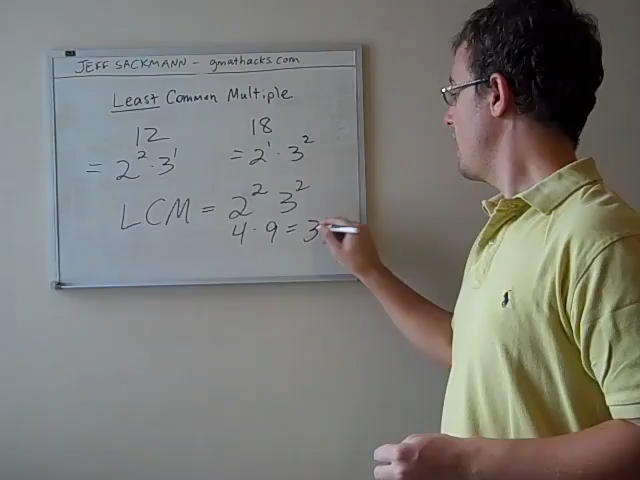 JEFF SACKMANN - gmathacks.com
Least Common Multiple
12 18
= 2² · 3¹ = 2¹ · 3²
LCM = 2² 3²
4 · 9 = 3